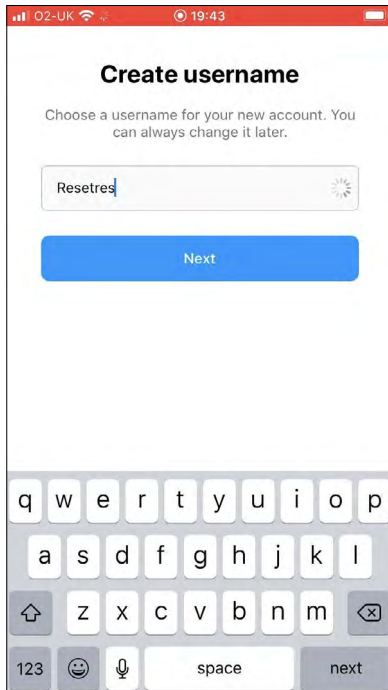 O2-UK 19:43
Create username
Choose a username for your new account. You
can always change it later.
Resetres
Next
q w e r t y u i o p
a s d f g h j k l
z x c v b n m
123 space next